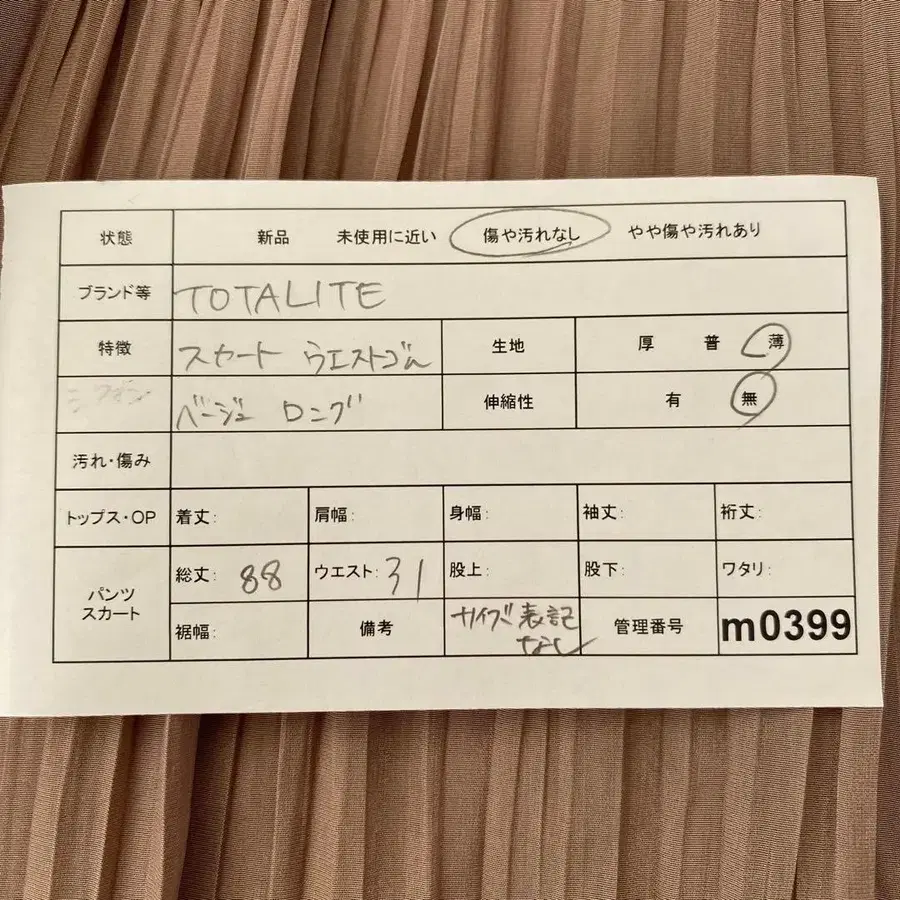 状態 新品 未使用に近い 傷や汚れなし やや傷や汚れあり
ブランド等 TOTALITE
特徴 スカート ウエストゴム 生地 厚 普 薄
シフォン ベージュ ロング 伸縮性 有 無
汚れ・傷み
トップス・OP 着丈: 肩幅: 身幅: 袖丈: 裄丈:
パンツ
スカート
総丈: 88 ウエスト: 31 股上: 股下: ワタリ:
裾幅: 備考 サイズ表記 管理番号 m0399
なし